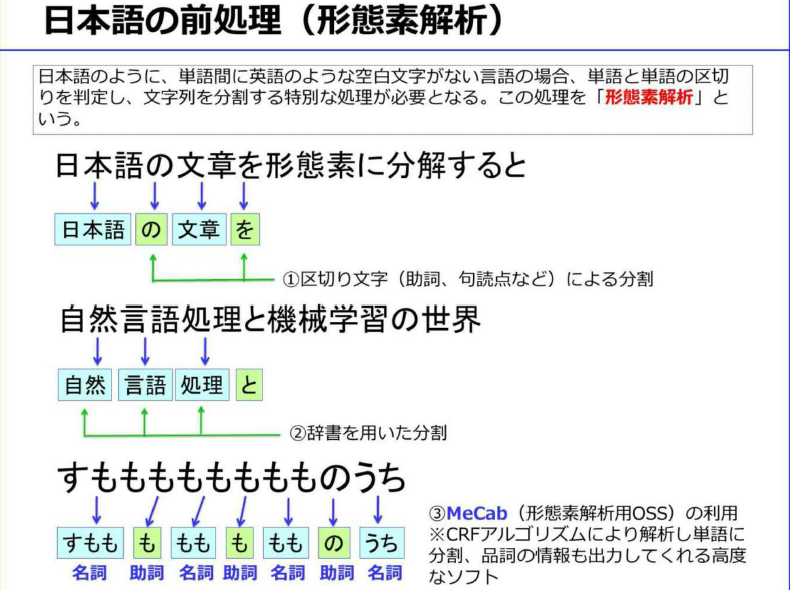 日本語の前処理（形態素解析）
日本語のように、単語間に英語のような空白文字がない言語の場合、単語と単語の区切
りを判定し、文字列を分割する特別な処理が必要となる。この処理を「形態素解析」と
いう。
日本語の文章を形態素に分解すると
日本語 の 文章 を
①区切り文字（助詞、句読点など）による分割
自然言語処理と機械学習の世界
自然 言語 処理 と
②辞書を用いた分割
すもももももももものうち
すもも も もも も もも の うち
名詞 助詞 名詞 助詞 名詞 助詞 名詞
③MeCab（形態素解析用OSS）の利用
※CRFアルゴリズムにより解析し単語に
分割、品詞の情報も出力してくれる高度
なソフト